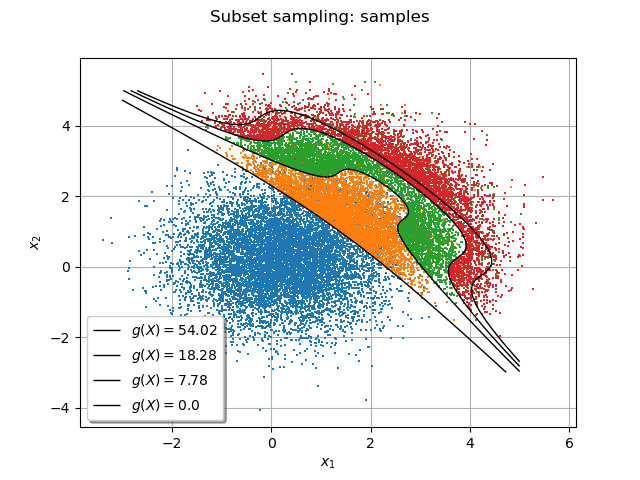 Subset sampling: samples
x₂
4
2
0
−2
−4
g(X) = 54.02
g(X) = 18.28
g(X) = 7.78
g(X) = 0.0
−2 0 2 4 6
x₁